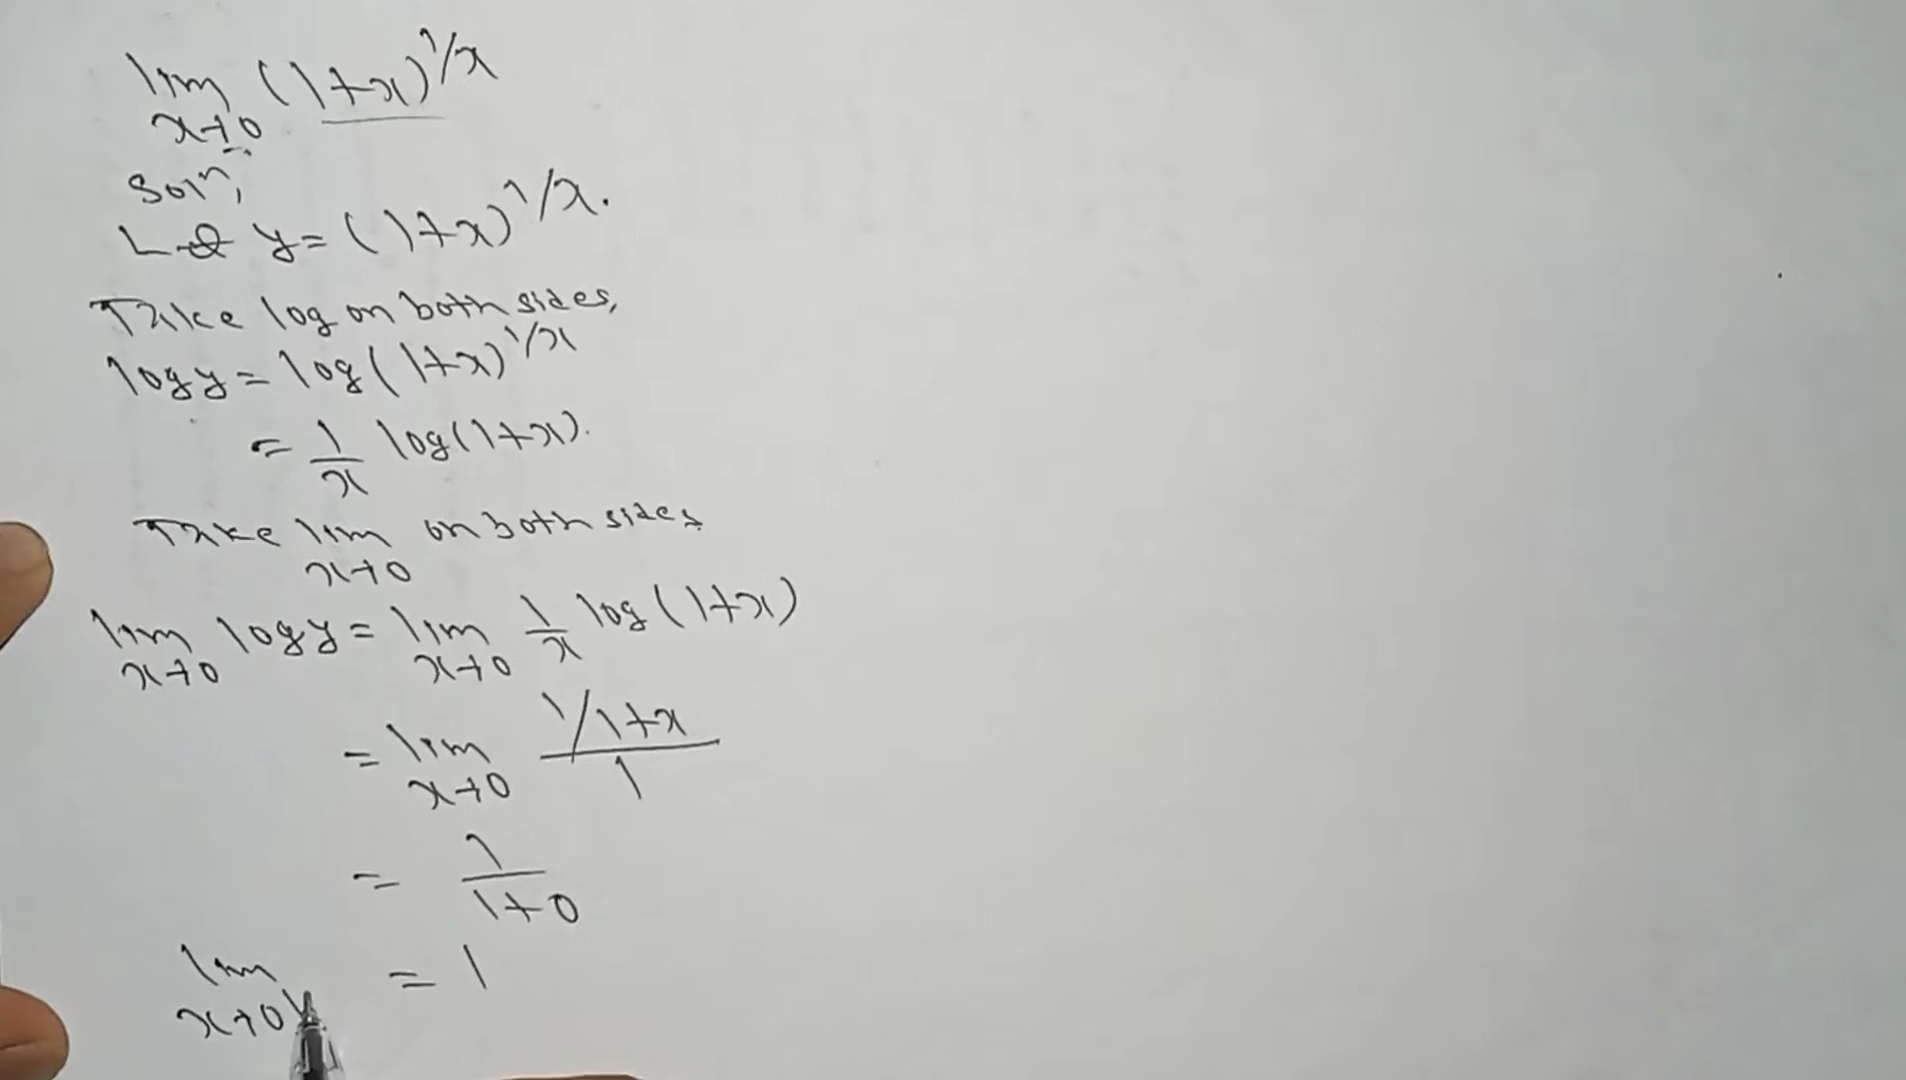 lim (1+x)^1/x
x→0
Soln,
Let y = (1+x)^1/x.
Take log on both sides,
log y = log(1+x)^1/x
= 1/x log(1+x).
Take lim on both sides
x→0
lim log y = lim 1/x log(1+x)
x→0 x→0
= lim 1/1+x / 1
x→0
= 1/1+0
lim = 1
x→0